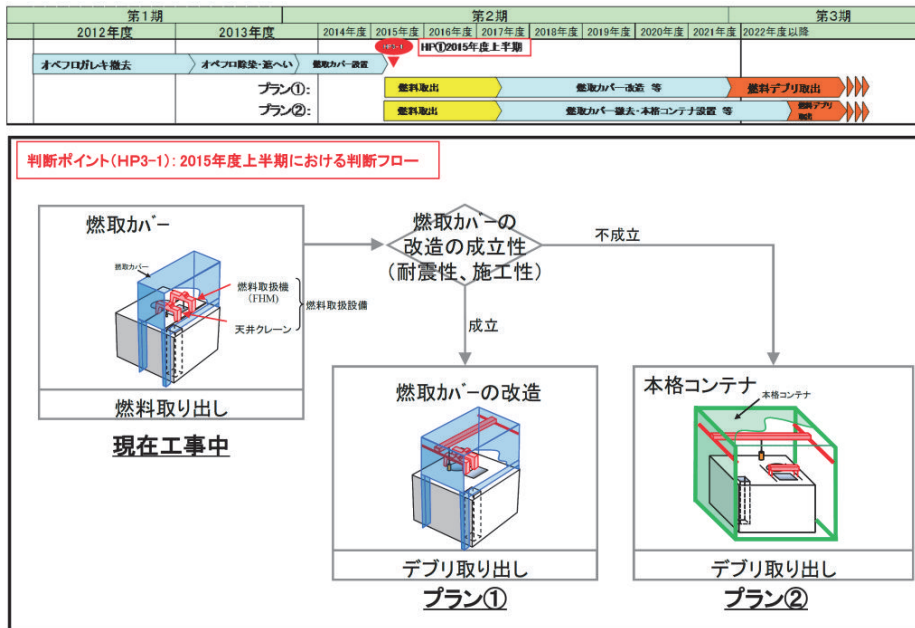 第1期
第2期
第3期
2012年度
2013年度
2014年度
2015年度
2016年度
2017年度
2018年度
2019年度
2020年度
2021年度
2022年度以降
HP3-1
HP①2015年度上半期
オペフロガレキ撤去
オペフロ除染・遮へい
燃取カバー設置
プラン①:
燃料取出
燃取カバー改造 等
燃料デブリ取出
プラン②:
燃料取出
燃取カバー撤去・本格コンテナ設置 等
燃料デブリ
取出
判断ポイント(HP3-1): 2015年度上半期における判断フロー
燃取カバー
燃取カバー
燃料取扱機
(FHM)
天井クレーン
燃料取扱設備
燃料取り出し
現在工事中
燃取カバーの
改造の成立性
(耐震性、施工性)
不成立
成立
燃取カバーの改造
デブリ取り出し
プラン①
本格コンテナ
本格コンテナ
デブリ取り出し
プラン②